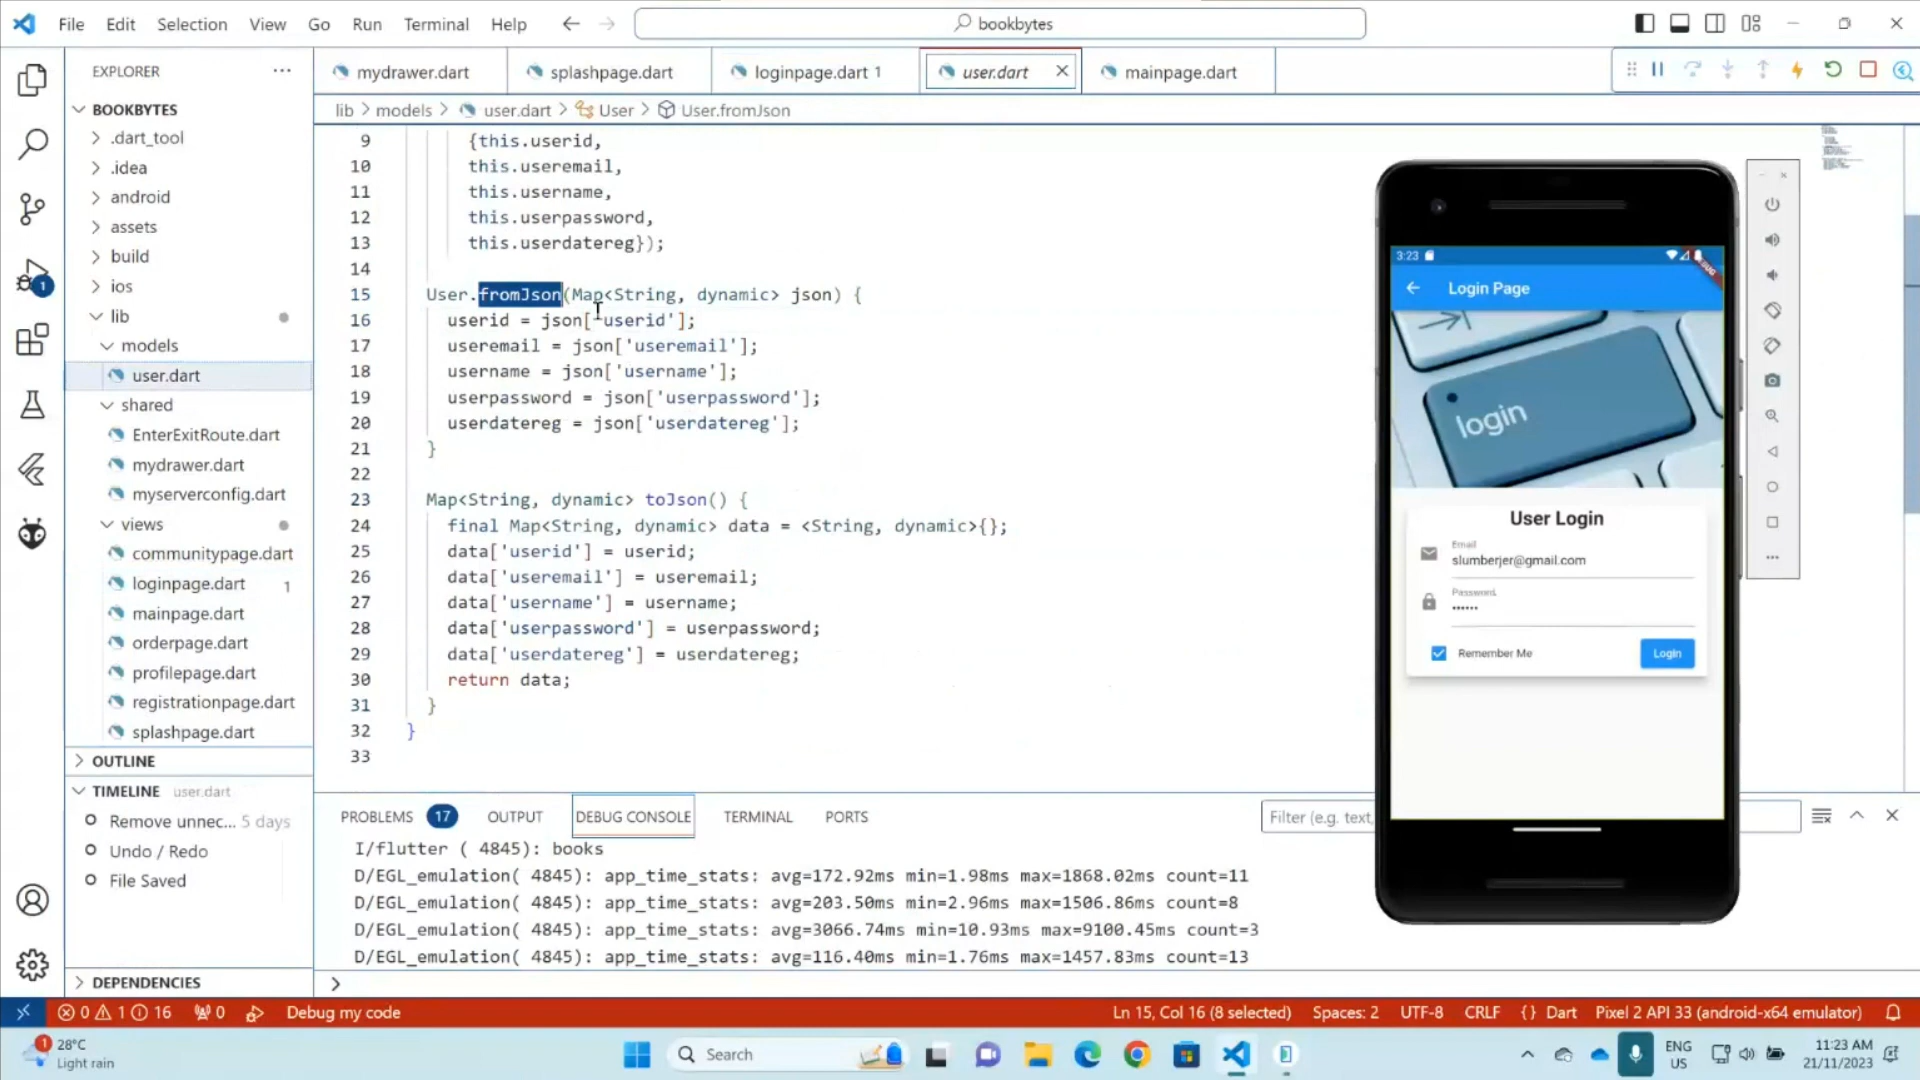 File Edit Selection View Go Run Terminal Help
bookbytes
EXPLORER
BOOKBYTES
.dart_tool
.idea
android
assets
build
ios
lib
models
user.dart
shared
EnterExitRoute.dart
mydrawer.dart
myserverconfig.dart
views
communitypage.dart
loginpage.dart 1
mainpage.dart
orderpage.dart
profilepage.dart
registrationpage.dart
splashpage.dart
OUTLINE
TIMELINE user.dart
Remove unnec... 5 days
Undo / Redo
File Saved
DEPENDENCIES
1
mydrawer.dart splashpage.dart loginpage.dart 1 user.dart mainpage.dart
lib > models > user.dart > User > User.fromJson
9 {this.userid,
10 this.useremail,
11 this.username,
12 this.userpassword,
13 this.userdatereg});
14
15 User.fromJson(Map<String, dynamic> json) {
16 userid = json['userid'];
17 useremail = json['useremail'];
18 username = json['username'];
19 userpassword = json['userpassword'];
20 userdatereg = json['userdatereg'];
21 }
22
23 Map<String, dynamic> toJson() {
24 final Map<String, dynamic> data = <String, dynamic>{};
25 data['userid'] = userid;
26 data['useremail'] = useremail;
27 data['username'] = username;
28 data['userpassword'] = userpassword;
29 data['userdatereg'] = userdatereg;
30 return data;
31 }
32 }
33
3:23
DEBUG
Login Page
login
User Login
Email
slumberjer@gmail.com
Password
••••••
Remember Me
Login
PROBLEMS 17 OUTPUT DEBUG CONSOLE TERMINAL PORTS
Filter (e.g. text,
I/flutter ( 4845): books
D/EGL_emulation( 4845): app_time_stats: avg=172.92ms min=1.98ms max=1868.02ms count=11
D/EGL_emulation( 4845): app_time_stats: avg=203.50ms min=2.96ms max=1506.86ms count=8
D/EGL_emulation( 4845): app_time_stats: avg=3066.74ms min=10.93ms max=9100.45ms count=3
D/EGL_emulation( 4845): app_time_stats: avg=116.40ms min=1.76ms max=1457.83ms count=13
>
0 1 16 0 Debug my code
Ln 15, Col 16 (8 selected) Spaces: 2 UTF-8 CRLF {} Dart Pixel 2 API 33 (android-x64 emulator)
1
28°C
Light rain
Search
ENG
US
11:23 AM
21/11/2023